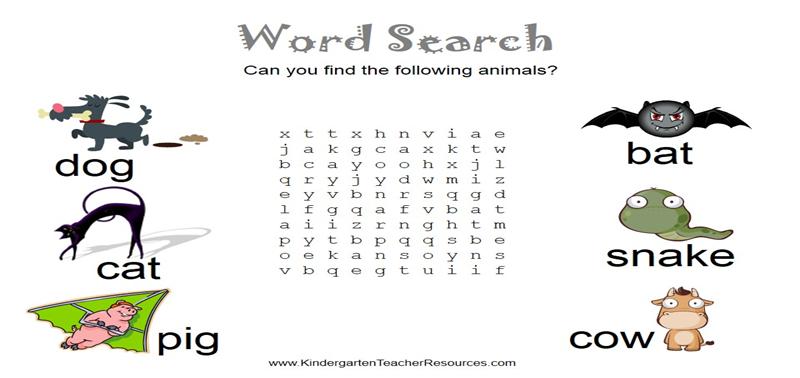 Word Search
Can you find the following animals?
dog
cat
pig
x t t x h n v i a e
j a k g c a x k t w
b c a y o o h x j l
q r y j y d w m i z
e y v b n r s q g d
l f g q a f v b a t
a i i z r n g h t m
p y t b p q q s b e
o e k a n s o y n s
v b q e g t u i i f
bat
snake
cow
www.KindergartenTeacherResources.com